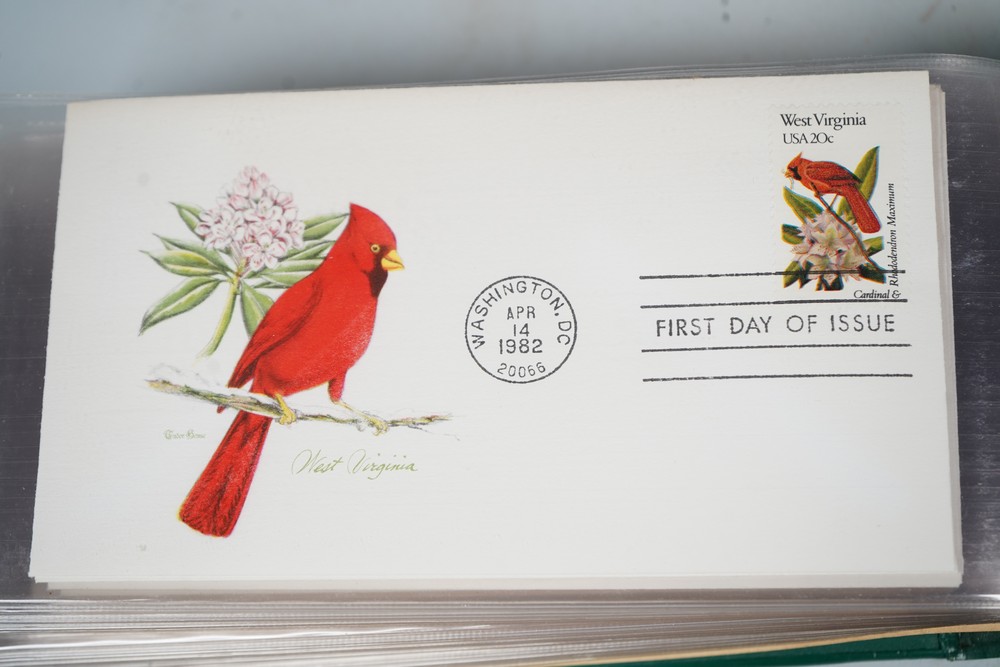 West Virginia
USA 20c
Rhododendron Maximum
Cardinal &
WASHINGTON, DC
APR
14
1982
20066
FIRST DAY OF ISSUE
West Virginia